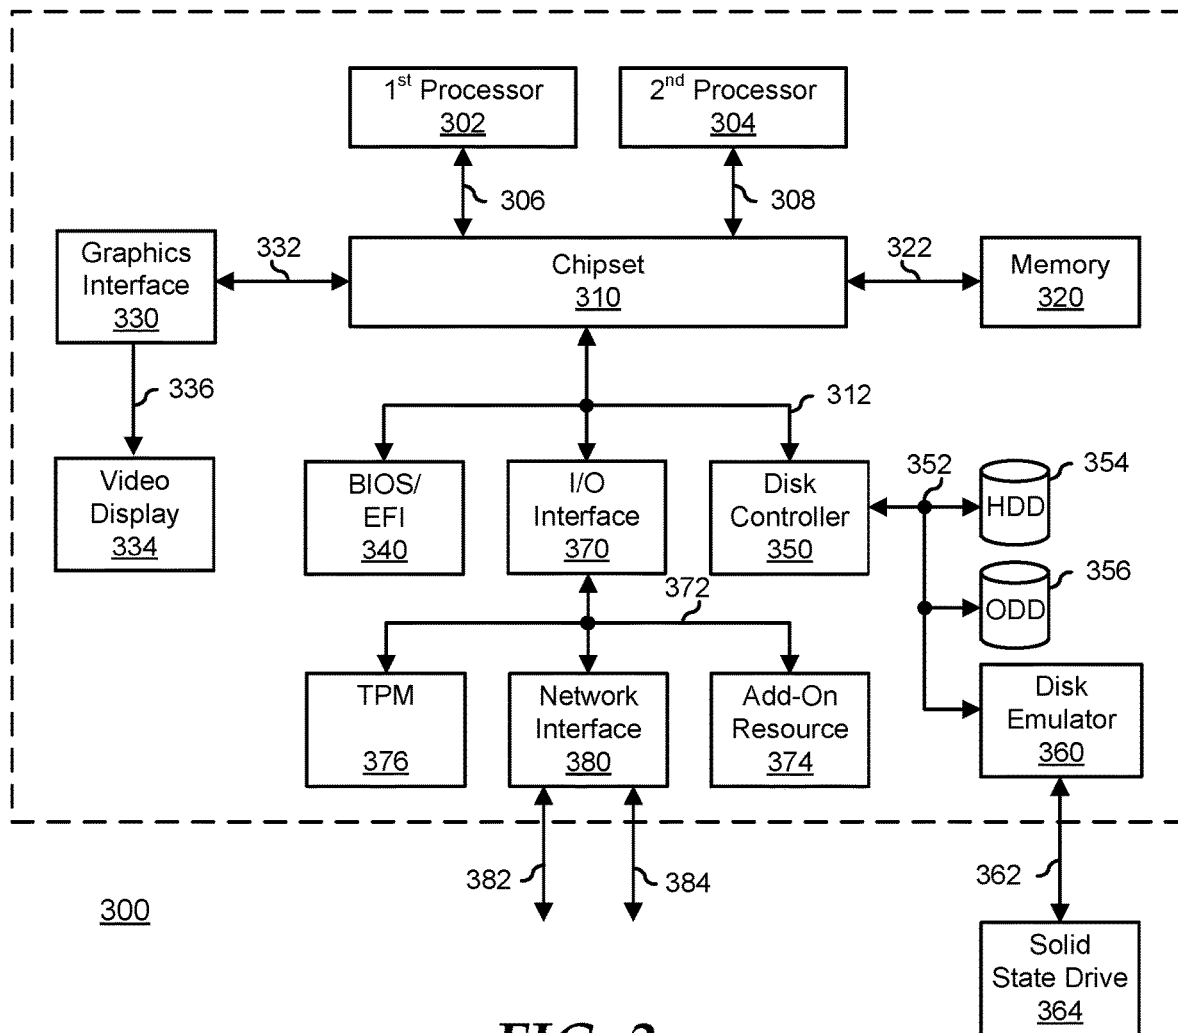 1st Processor
302
2nd Processor
304
306
308
Graphics
Interface
330
332
Chipset
310
322
Memory
320
336
312
Video
Display
334
BIOS/
EFI
340
I/O
Interface
370
Disk
Controller
350
352
HDD
354
ODD
356
372
TPM
376
Network
Interface
380
Add-On
Resource
374
Disk
Emulator
360
382
384
362
300
Solid
State Drive
364
FIG.